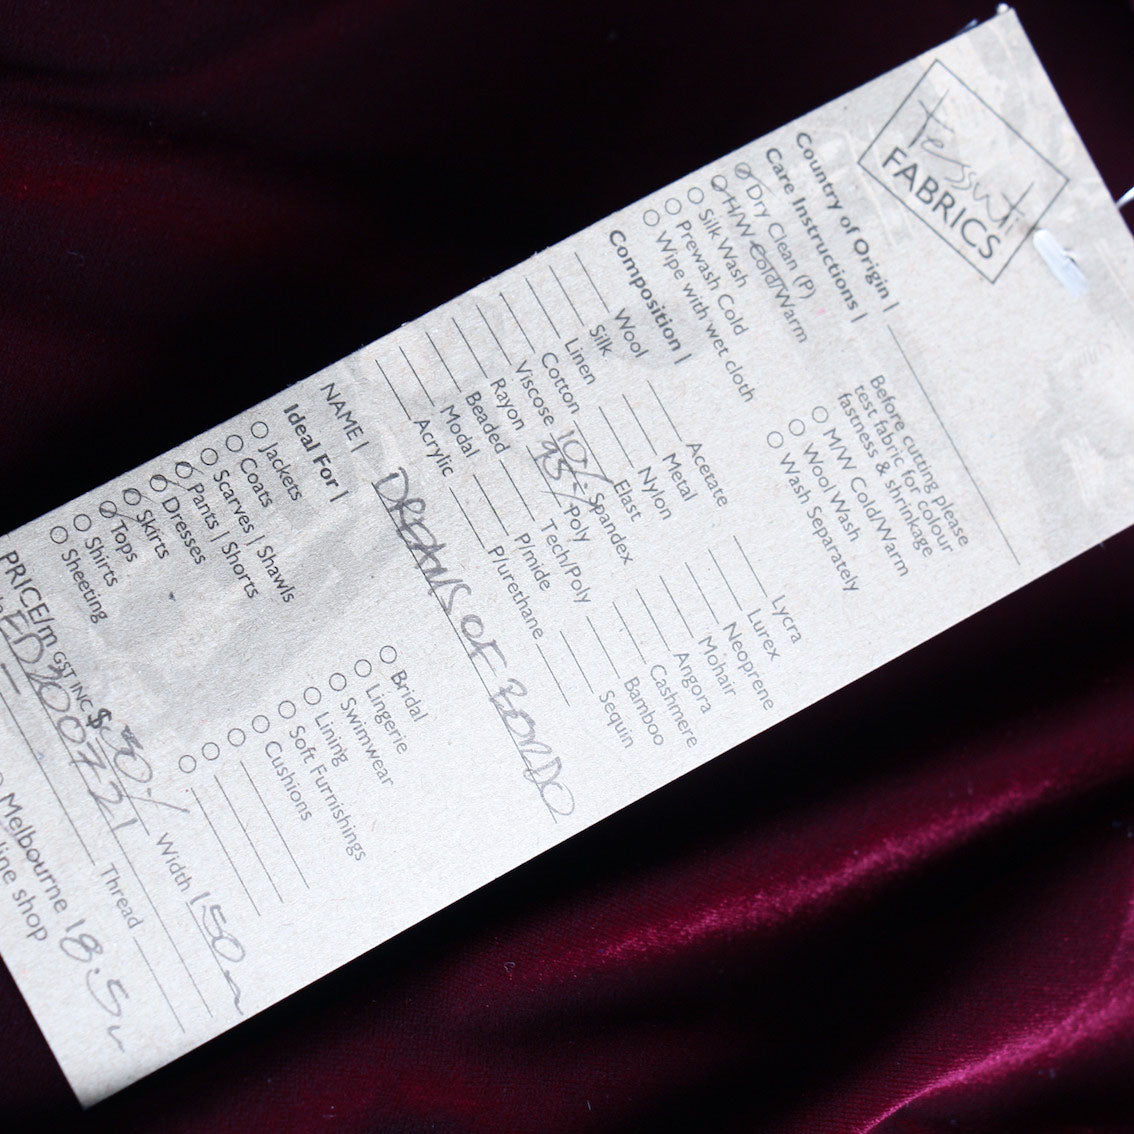 Tessuti
FABRICS
Country of Origin |
Care Instructions |
Before cutting please
test fabric for colour
fastness & shrinkage
Dry Clean (P)
H/W Cold/Warm
Silk Wash
Prewash Cold
Wipe with wet cloth
M/W Cold/Warm
Wool Wash
Wash Separately
Composition |
Wool
Silk
Linen
Cotton
Viscose
Rayon
Beaded
Modal
Acrylic
Acetate
Metal
Nylon
Elast
10%. Spandex
Poly
Tech/Poly
P/mide
P/urethane
Lycra
Lurex
Neoprene
Mohair
Angora
Cashmere
Bamboo
Sequin
NAME | DREAMS OF BONDO
Ideal For |
Jackets
Coats
Scarves | Shawls
Pants | Shorts
Dresses
Skirts
Tops
Shirts
Sheeting
Bridal
Lingerie
Swimwear
Lining
Soft Furnishings
Cushions
PRICE/m GST INC $30.- Width 150
Thread
Melbourne 18.5
line shop